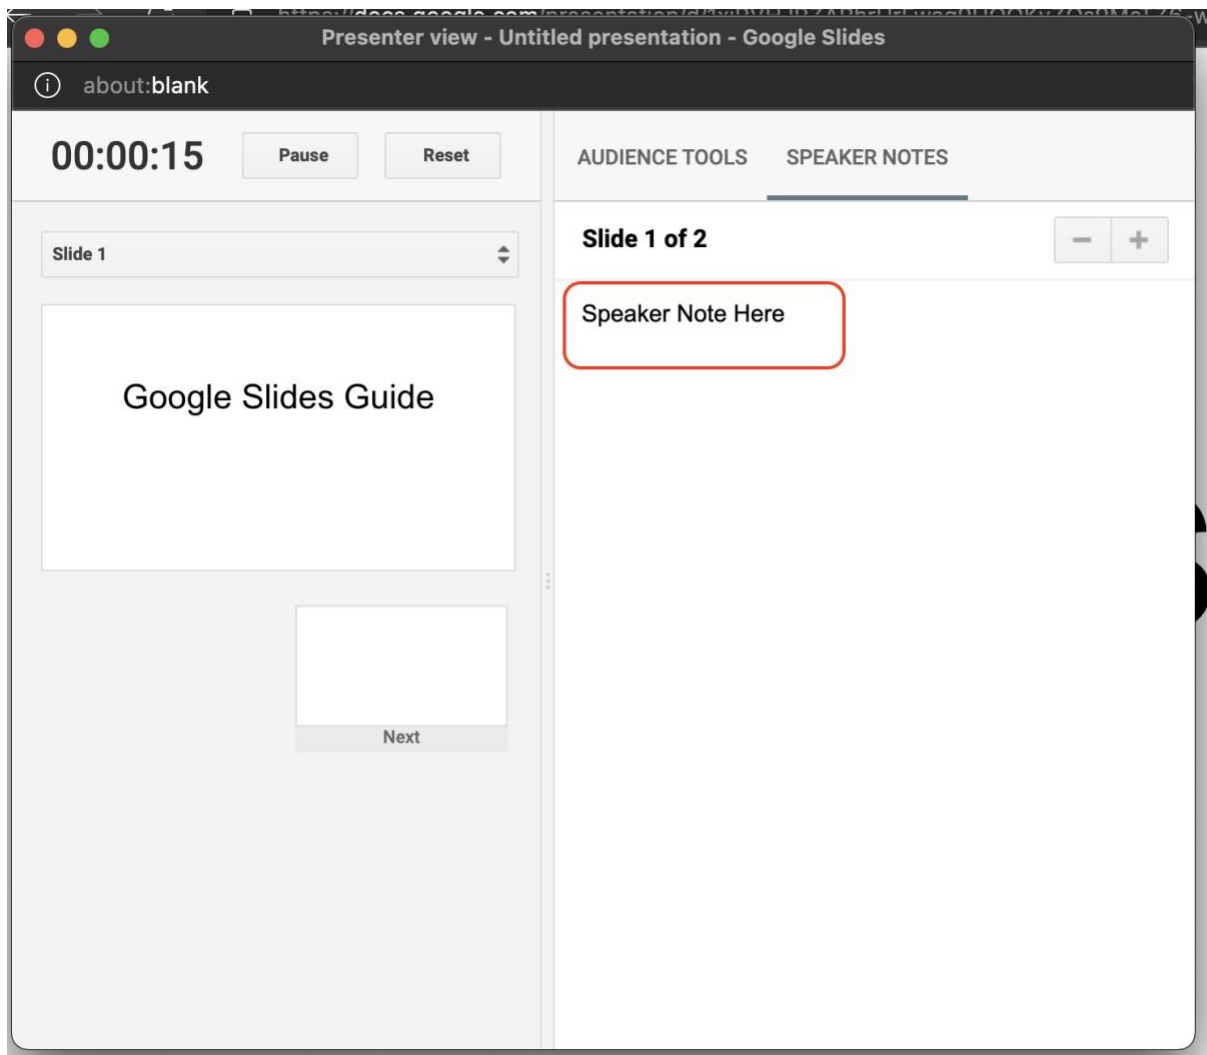 Presenter view - Untitled presentation - Google Slides
about:blank
00:00:15 Pause Reset
AUDIENCE TOOLS SPEAKER NOTES
Slide 1
Slide 1 of 2
Speaker Note Here
Google Slides Guide
Next